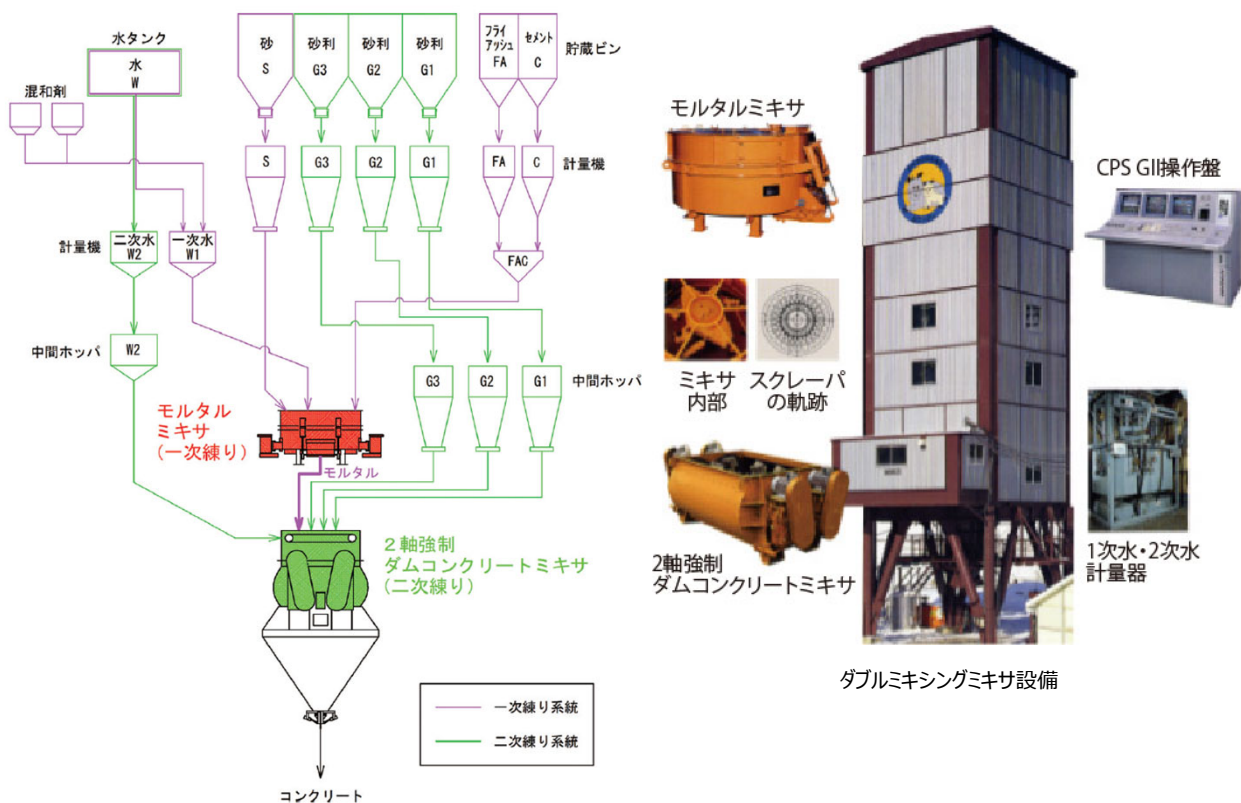 水タンク
水
W
混和剤
砂
S
砂利
G3
砂利
G2
砂利
G1
フライ
アッシュ
FA
セメント
C
貯蔵ビン
S
G3
G2
G1
FA
C
計量機
計量機
二次水
W2
一次水
W1
FAC
中間ホッパ
W2
G3
G2
G1
中間ホッパ
モルタル
ミキサ
(一次練り)
モルタル
2軸強制
ダムコンクリートミキサ
(二次練り)
一次練り系統
二次練り系統
コンクリート
モルタルミキサ
CPS GII操作盤
ミキサ
内部
スクレーパ
の軌跡
2軸強制
ダムコンクリートミキサ
1次水・2次水
計量器
ダブルミキシングミキサ設備